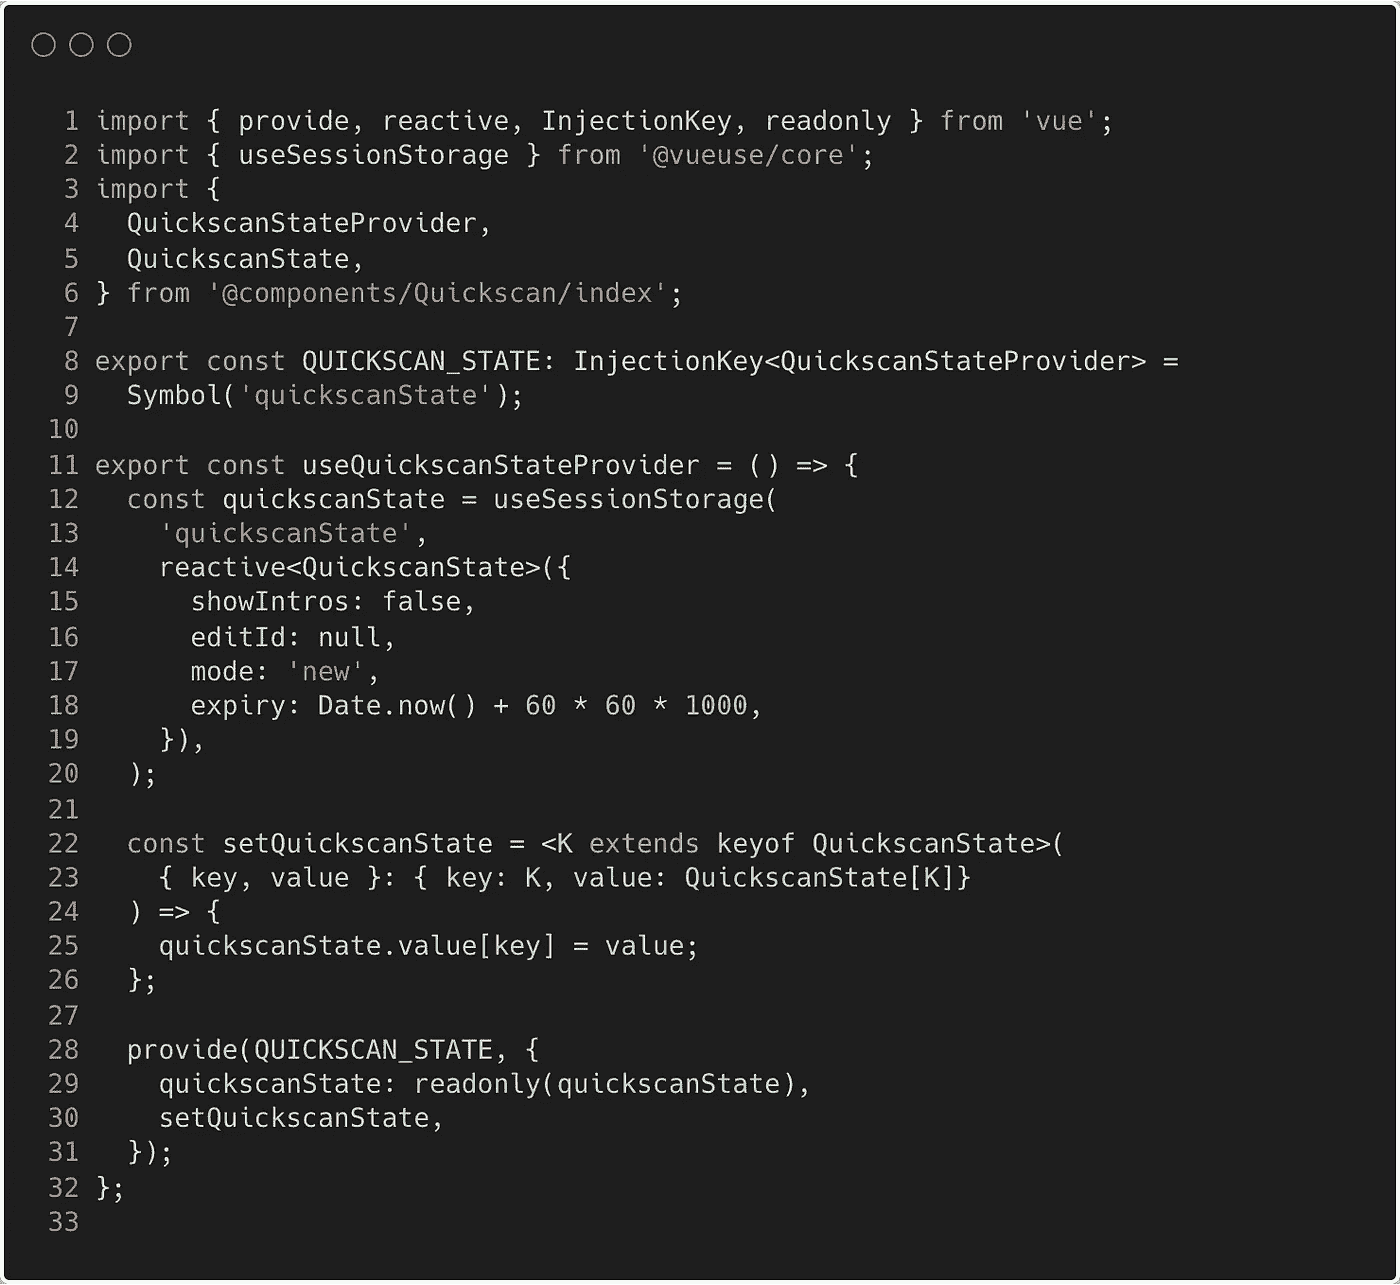 1 import { provide, reactive, InjectionKey, readonly } from 'vue';
2 import { useSessionStorage } from '@vueuse/core';
3 import {
4   QuickscanStateProvider,
5   QuickscanState,
6 } from '@components/Quickscan/index';
7
8 export const QUICKSCAN_STATE: InjectionKey<QuickscanStateProvider> =
9   Symbol('quickscanState');
10
11 export const useQuickscanStateProvider = () => {
12   const quickscanState = useSessionStorage(
13     'quickscanState',
14     reactive<QuickscanState>({
15       showIntros: false,
16       editId: null,
17       mode: 'new',
18       expiry: Date.now() + 60 * 60 * 1000,
19     }),
20   );
21
22   const setQuickscanState = <K extends keyof QuickscanState>(
23     { key, value }: { key: K, value: QuickscanState[K]}
24   ) => {
25     quickscanState.value[key] = value;
26   };
27
28   provide(QUICKSCAN_STATE, {
29     quickscanState: readonly(quickscanState),
30     setQuickscanState,
31   });
32 };
33